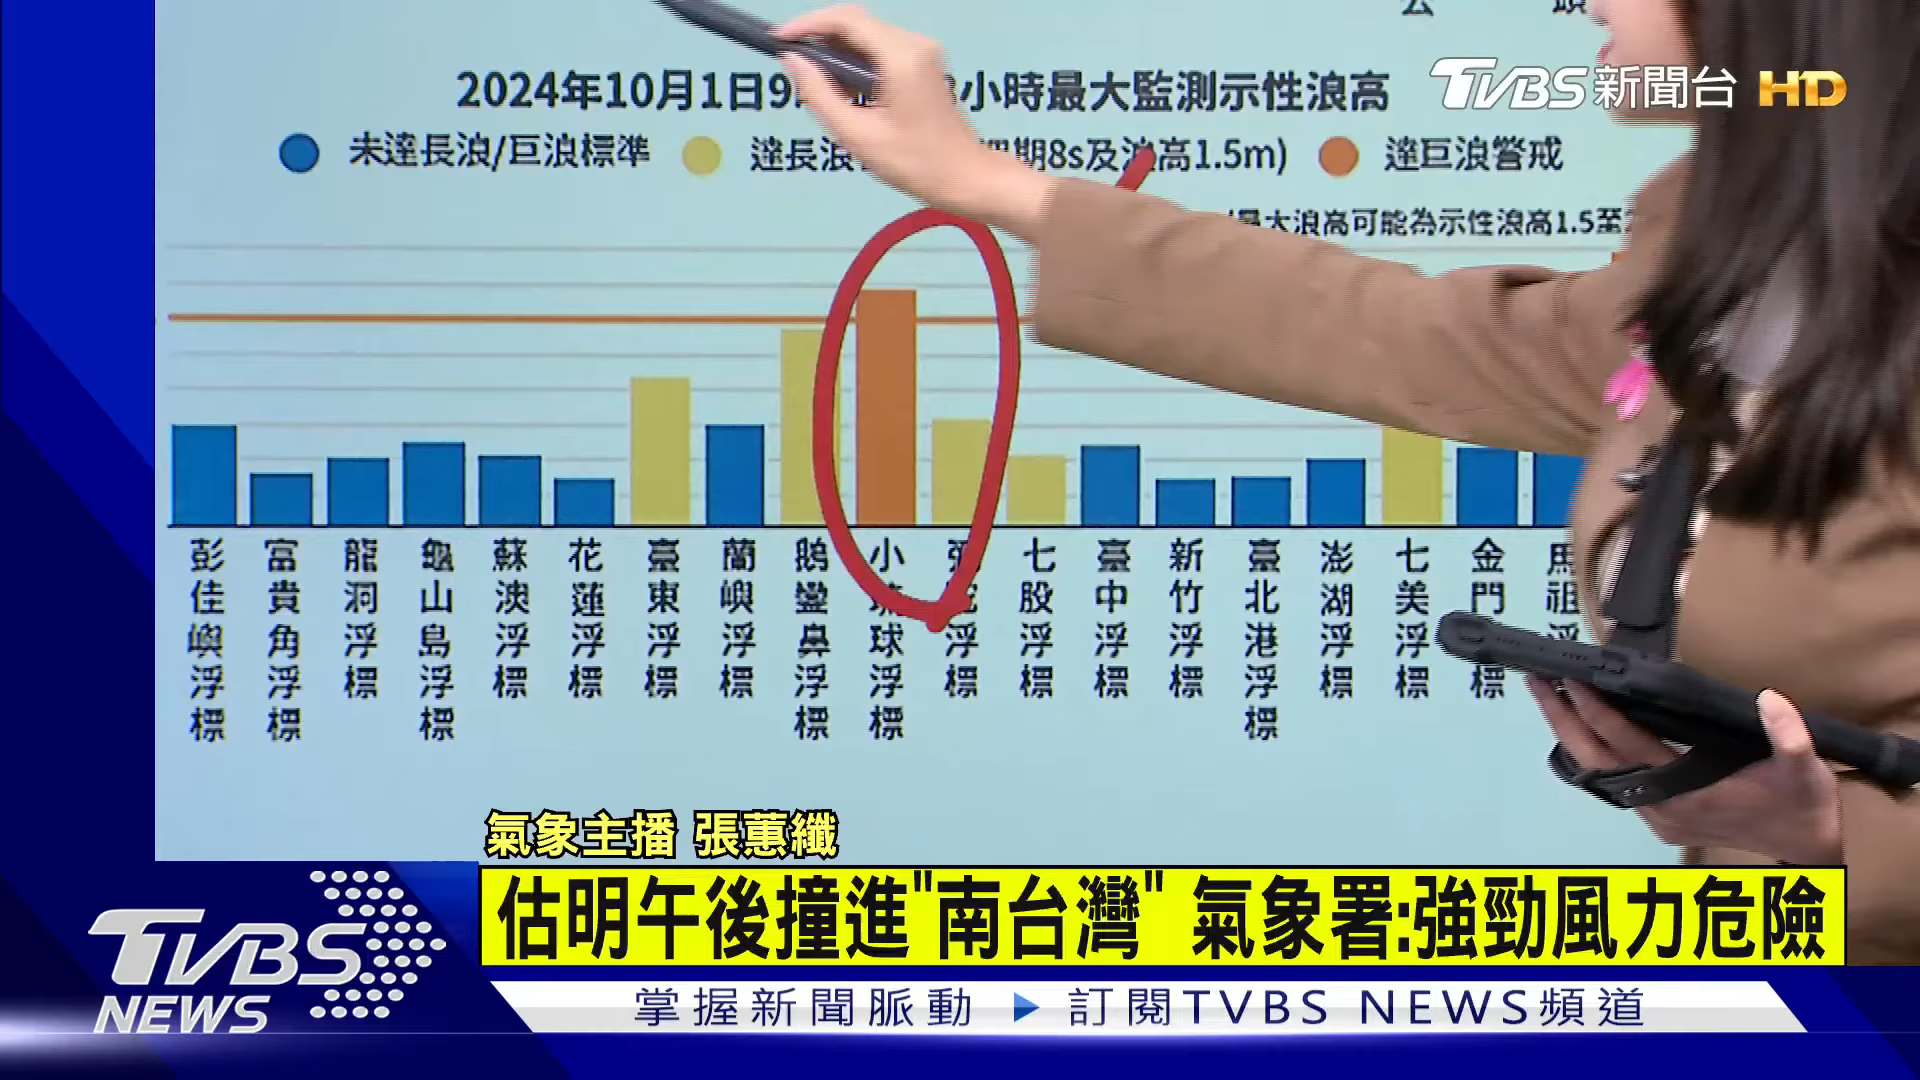 2024年10月1日9 小時最大監測示性浪高
TVBS新聞台 HD
未達長浪/巨浪標準 達長浪 期8s及浪高1.5m) 達巨浪警戒
最大浪高可能為示性浪高1.5至
彭佳嶼浮標
富貴角浮標
龍洞浮標
龜山島浮標
蘇澳浮標
花蓮浮標
臺東浮標
蘭嶼浮標
鵝鑾鼻浮標
小琉球浮標
浮標
七股浮標
臺中浮標
新竹浮標
臺北港浮標
澎湖浮標
七美浮標
金門浮標
馬祖浮
氣象主播 張蕙纖
估明午後撞進"南台灣" 氣象署:強勁風力危險
TVBS
NEWS
掌握新聞脈動 訂閱TVBS NEWS頻道